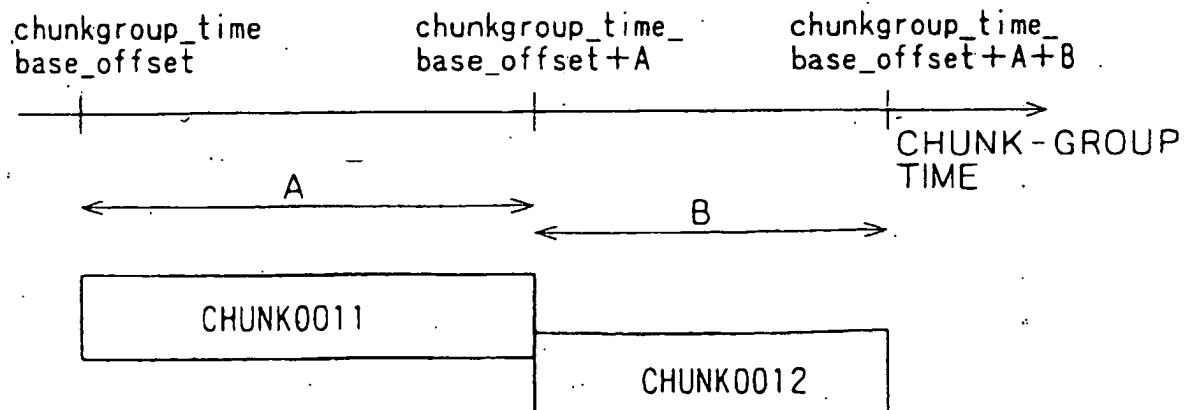 chunkgroup_time
base_offset
chunkgroup_time_
base_offset+A
chunkgroup_time_
base_offset+A+B
CHUNK-GROUP
TIME
A
B
CHUNK0011
CHUNK0012